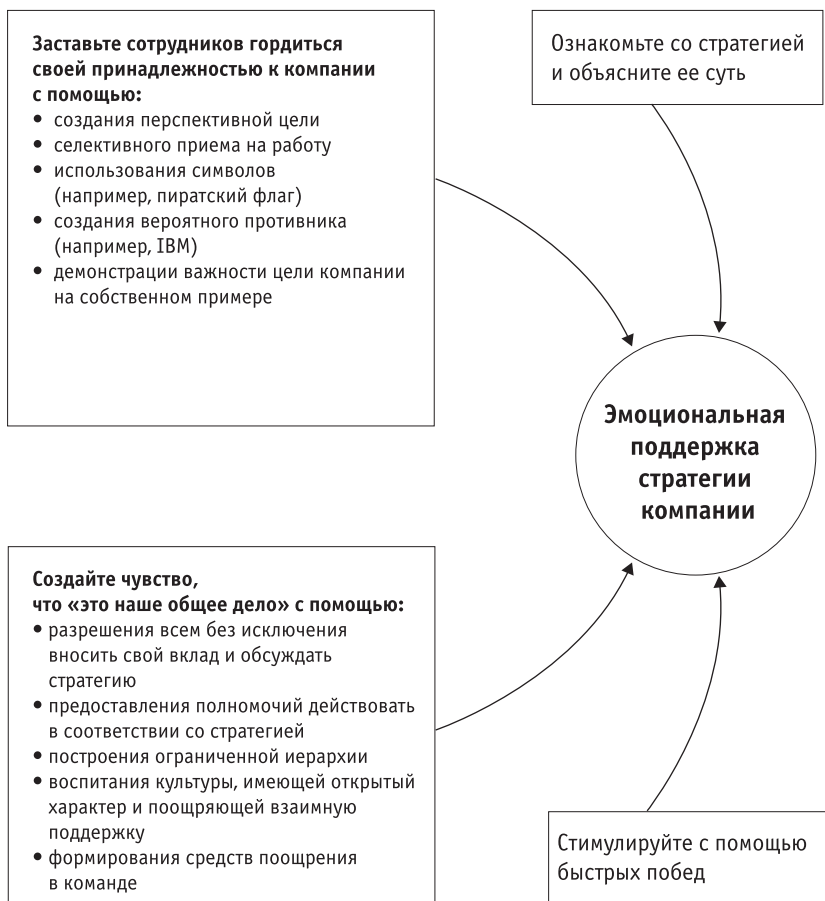 Заставьте сотрудников гордиться
своей принадлежностью к компании
с помощью:
• создания перспективной цели
• селективного приема на работу
• использования символов
(например, пиратский флаг)
• создания вероятного противника
(например, IBM)
• демонстрации важности цели компании
на собственном примере
Ознакомьте со стратегией
и объясните ее суть
Эмоциональная
поддержка
стратегии
компании
Создайте чувство,
что «это наше общее дело» с помощью:
• разрешения всем без исключения
вносить свой вклад и обсуждать
стратегию
• предоставления полномочий действовать
в соответствии со стратегией
• построения ограниченной иерархии
• воспитания культуры, имеющей открытый
характер и поощряющей взаимную
поддержку
• формирования средств поощрения
в команде
Стимулируйте с помощью
быстрых побед